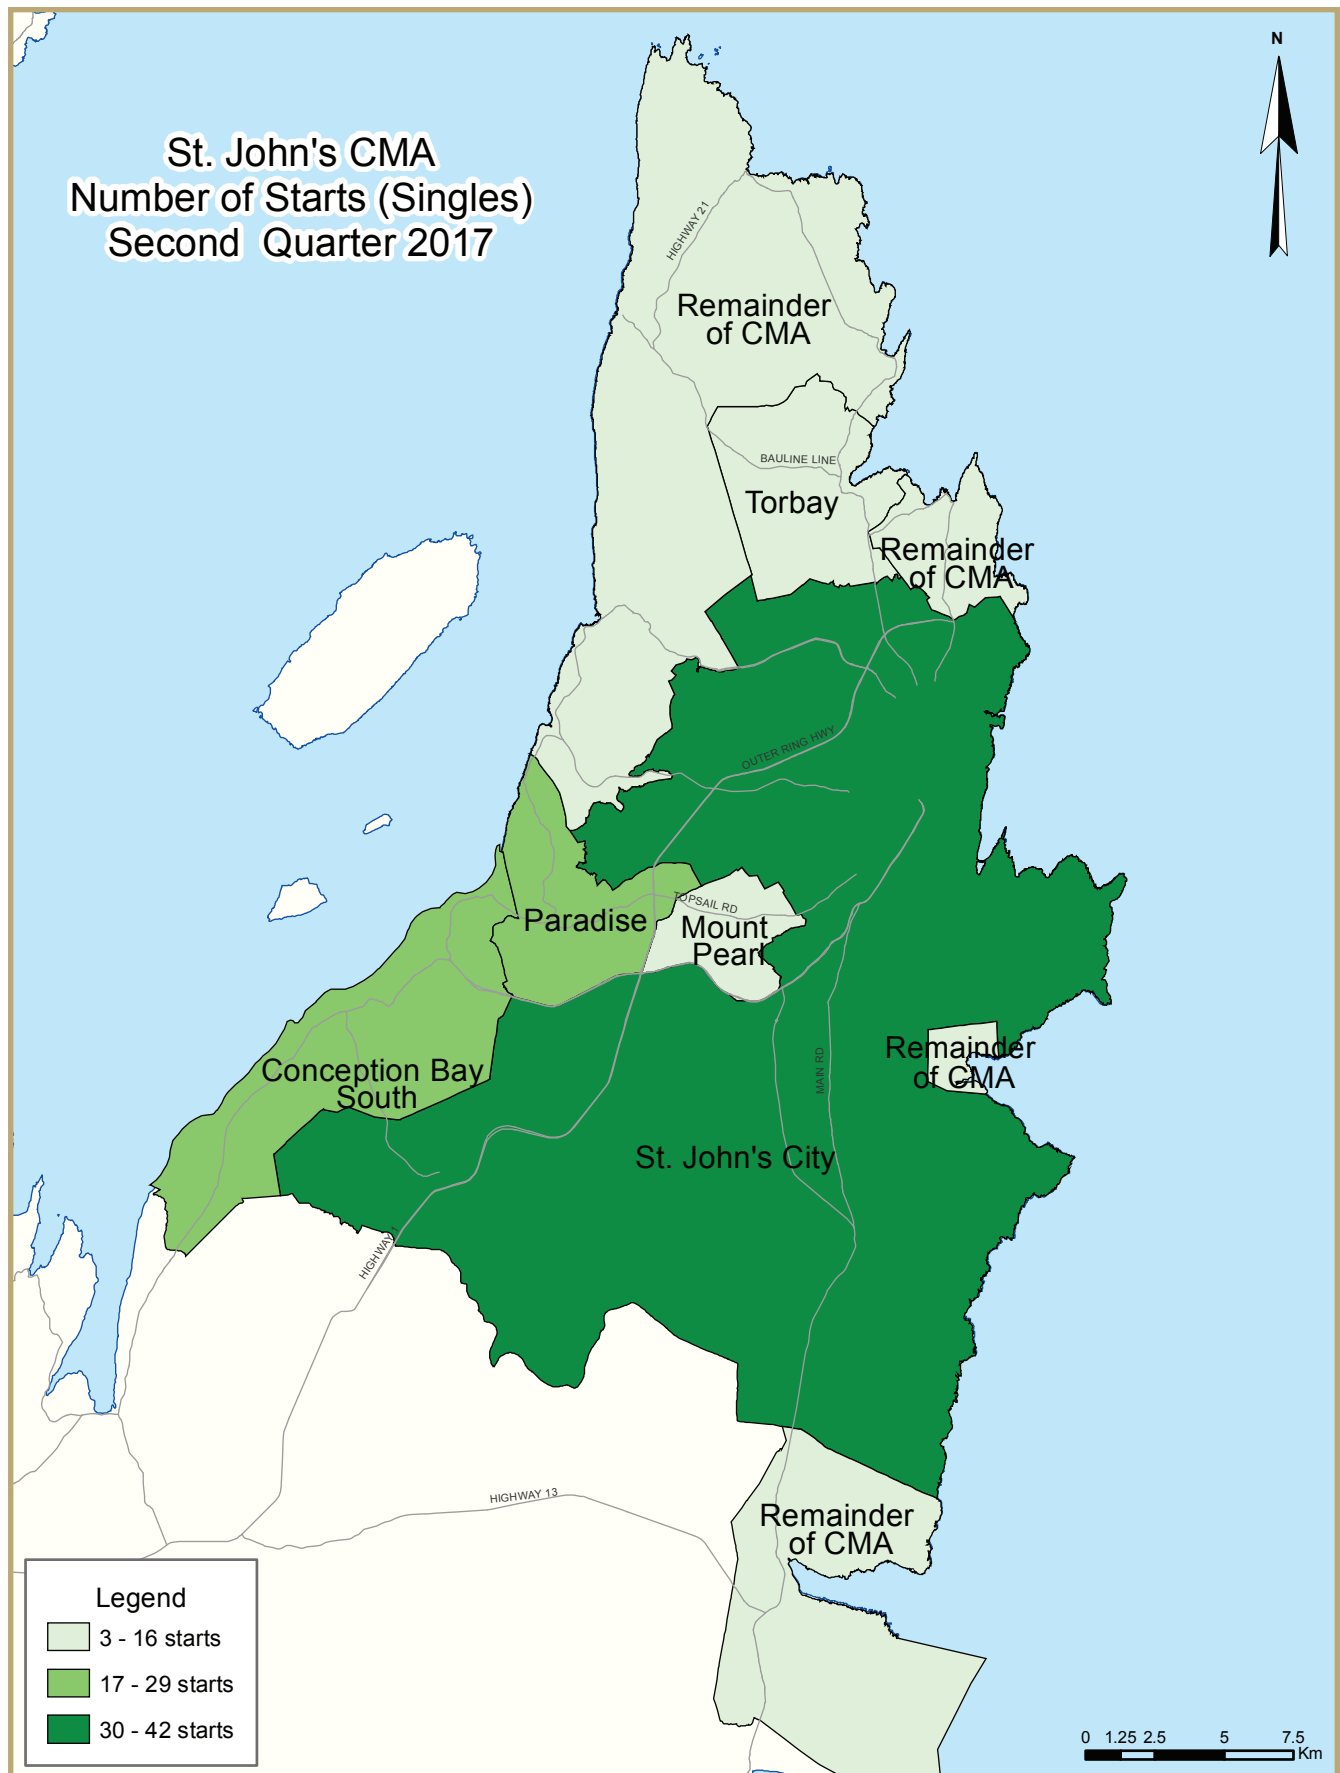 N
St. John's CMA
Number of Starts (Singles)
Second Quarter 2017
HIGHWAY 21
Remainder
of CMA
BAULINE LINE
Torbay
Remainder
of CMA
OUTER RING HWY
TOPSAIL RD
Paradise
Mount
Pearl
Remainder
of CMA
MAIN RD
Conception Bay
South
St. John's City
HIGHWAY 1
HIGHWAY 13
Remainder
of CMA
Legend
3 - 16 starts
17 - 29 starts
30 - 42 starts
0 1.25 2.5 5 7.5
Km